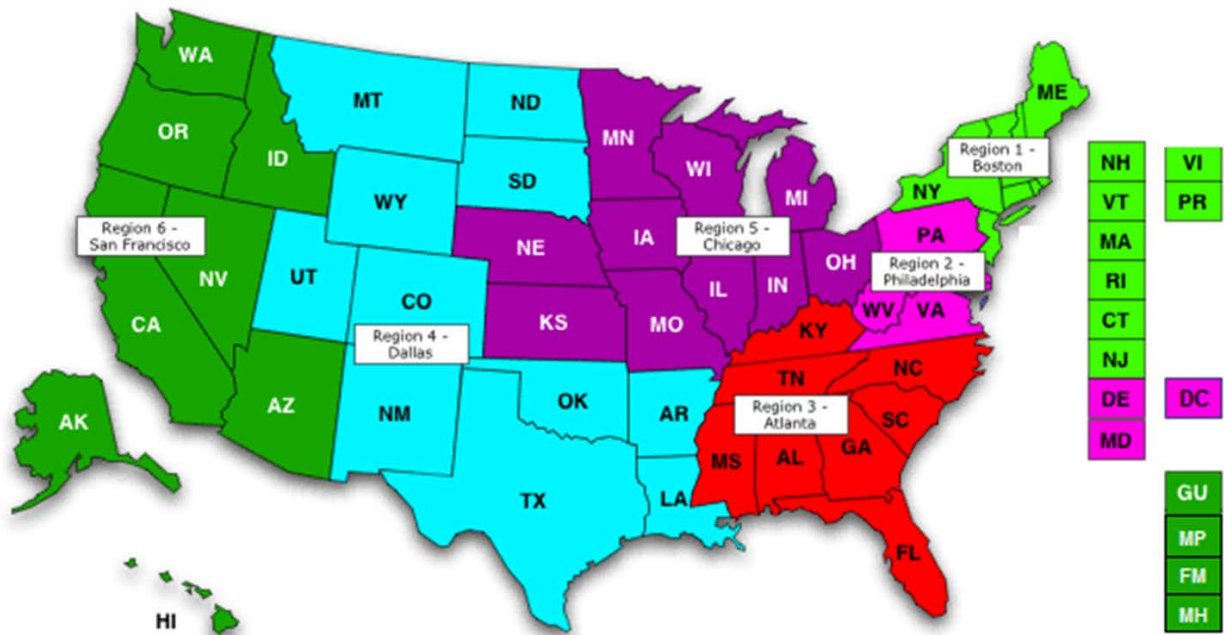 WA
MT
ND
ME
OR
MN
ID
WI
Region 1 -
Boston
NH
VI
SD
WY
MI
NY
VT
PR
Region 6 -
San Francisco
NE
IA
Region 5 -
Chicago
PA
MA
UT
NV
OH
Region 2 -
Philadelphia
RI
CO
IL
IN
CA
KS
MO
WV
VA
CT
Region 4 -
Dallas
KY
NJ
NC
TN
AZ
NM
OK
AR
Region 3 -
Atlanta
SC
DE
DC
AK
MD
GA
MS
AL
TX
LA
GU
MP
FL
FM
HI
MH